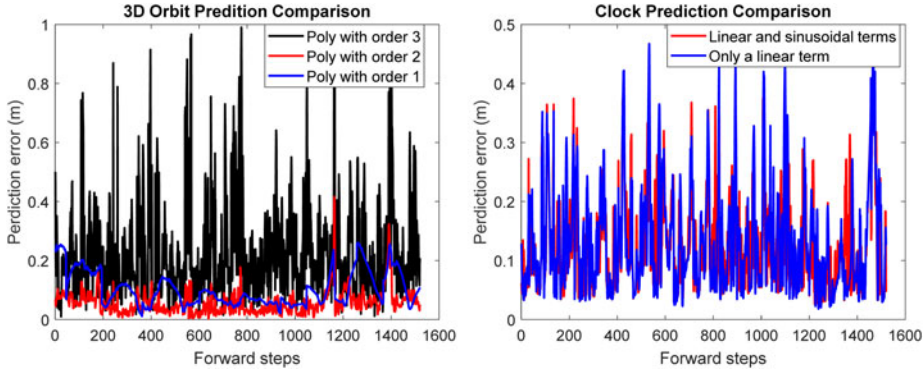 3D Orbit Predition Comparison
Perdiction error (m)
1
0.8
0.6
0.4
0.2
0
Poly with order 3
Poly with order 2
Poly with order 1
0 200 400 600 800 1000 1200 1400 1600
Forward steps
Clock Prediction Comparison
Perdiction error (m)
0.5
0.4
0.3
0.2
0.1
0
Linear and sinusoidal terms
Only a linear term
0 200 400 600 800 1000 1200 1400 1600
Forward steps